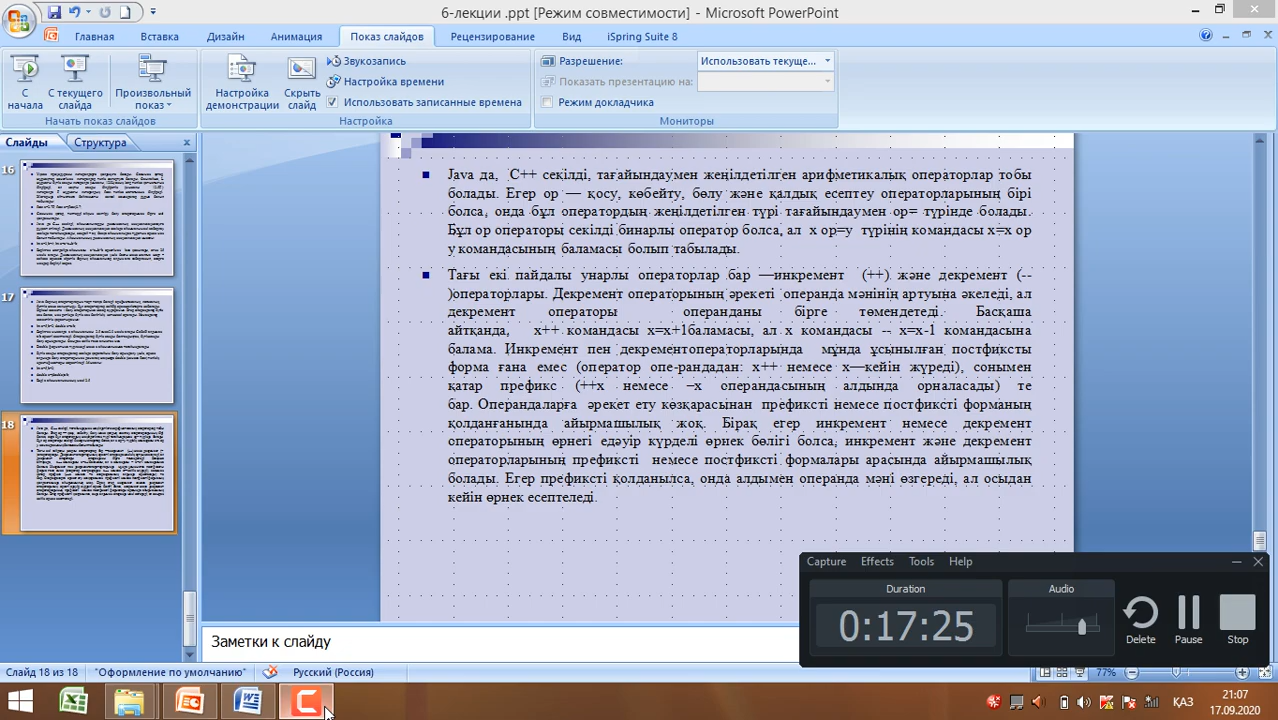 6-лекции .ppt [Режим совместимости] - Microsoft PowerPoint
Главная Вставка Дизайн Анимация Показ слайдов Рецензирование Вид iSpring Suite 8
С начала
С текущего слайда
Произвольный показ
Начать показ слайдов
Настройка демонстрации
Скрыть слайд
Звукозапись
Настройка времени
Использовать записанные времена
Настройка
Разрешение: Использовать текуще...
Показать презентацию на:
Режим докладчика
Мониторы
Слайды Структура
16
17
18
Java да, C++ секілді, тағайындаумен жеңілделілген арифметикалық операторлар тобы
болады. Егер ор — қосу, көбейту, бөлу және қалдық есептеу операторларының бірі
болса, онда бұл оператордың жеңілдетілген түрі тағайындаумен ор= түрінде болады.
Бұл = операторы секілді бинарлы оператор болса, ал x op=y түрінің командасы x=x op
y командасының баламасы болып табылады.
Тағы екі пайдалы унарлы операторлар бар —инкремент (++) және декремент (--
)операторлары. Декремент операторының әрекеті операнда мәнінің артуына әкеледі, ал
декремент операторы операнданы бірге төмендетеді. Басқаша
айтқанда, x++ командасы x=x+1баламасы, ал x командасы -- x=x-1 командасына
балама. Инкремент пен декрементоператорларында мұнда ұсынылған постфиксты
форма ғана емес (оператор опе-рандадан: x++ немесе x—кейін жүреді), сонымен
қатар префикс (++x немесе –x операндасының алдында орналасады) те
бар. Операндаларға әрекет ету көзқарасынан префиксті немесе постфиксті форманың
қолданғанында айырмашылық жоқ. Бірақ егер инкремент немесе декремент
операторының өрнегі едәуір күрделі өрнек бөлігі болса, инкремент және декремент
операторларының префиксті немесе постфиксті формалары арасында айырмашылық
болады. Егер префиксті қолданылса, онда алдымен операнда мәні өзгереді, ал осыдан
кейін өрнек есептеледі.
Capture Effects Tools Help
Duration
0:17:25
Audio
Delete Pause Stop
Заметки к слайду
Слайд 18 из 18 "Оформление по умолчанию" Русский (Россия) 77%
ҚАЗ
21:07
17.09.2020